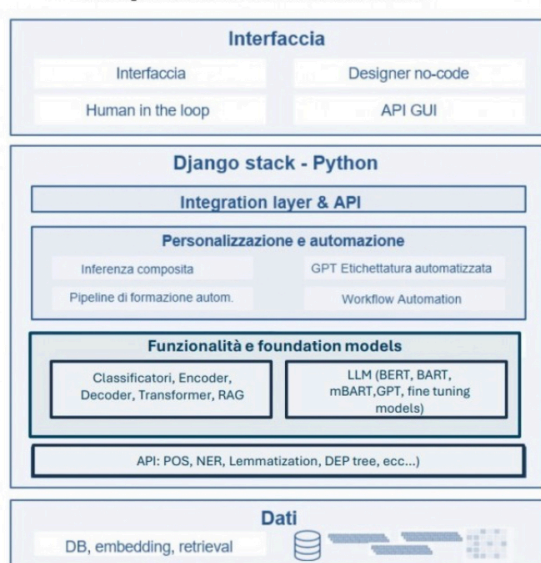 Interfaccia
Interfaccia
Designer no-code
Human in the loop
API GUI
Django stack - Python
Integration layer & API
Personalizzazione e automazione
Inferenza composita
GPT Etichettatura automatizzata
Pipeline di formazione autom.
Workflow Automation
Funzionalità e foundation models
Classificatori, Encoder,
Decoder, Transformer, RAG
LLM (BERT, BART,
mBART,GPT, fine tuning
models)
API: POS, NER, Lemmatization, DEP tree, ecc...)
Dati
DB, embedding, retrieval